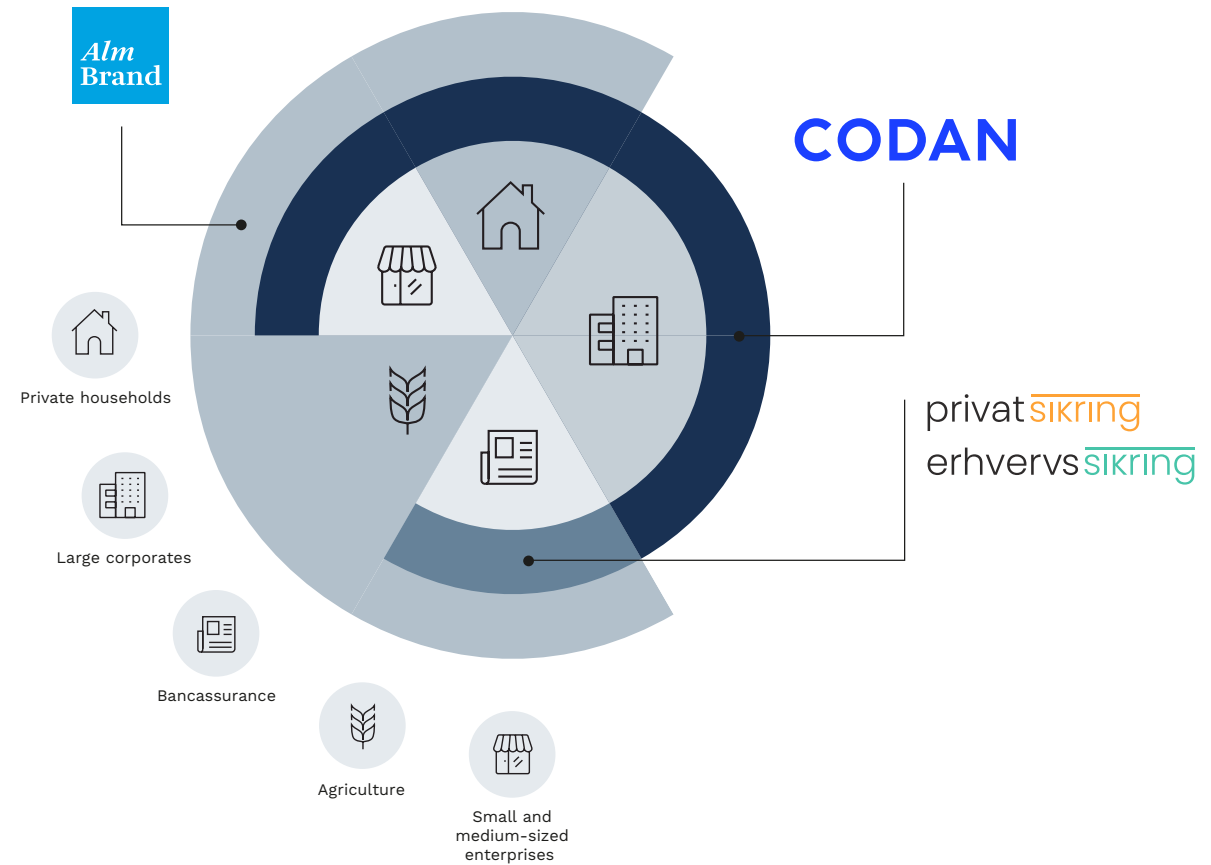 Alm
Brand
CODAN
privatsikring
erhvervssikring
Private households
Large corporates
Bancassurance
Agriculture
Small and
medium-sized
enterprises